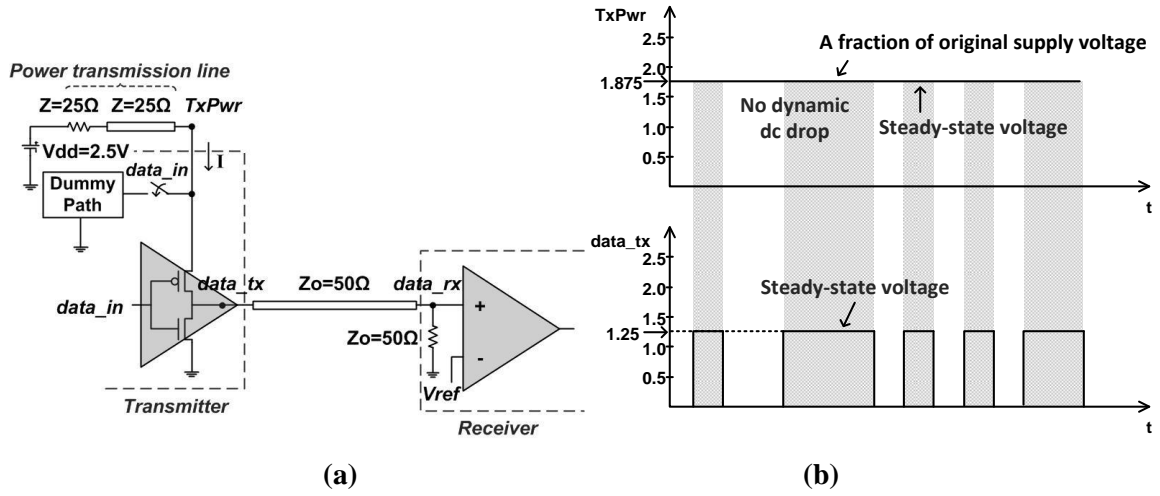 Power transmission line
Z=25Ω Z=25Ω TxPwr
Vdd=2.5V
I
data_in
Dummy
Path
data_in
data_tx
Zo=50Ω
data_rx
+
-
Zo=50Ω
Vref
Transmitter
Receiver
(a)
TxPwr
2.5
2.0
1.875
1.5
1.0
0.5
A fraction of original supply voltage
No dynamic
dc drop
Steady-state voltage
t
data_tx
2.5
2.0
1.5
1.25
1.0
0.5
Steady-state voltage
t
(b)